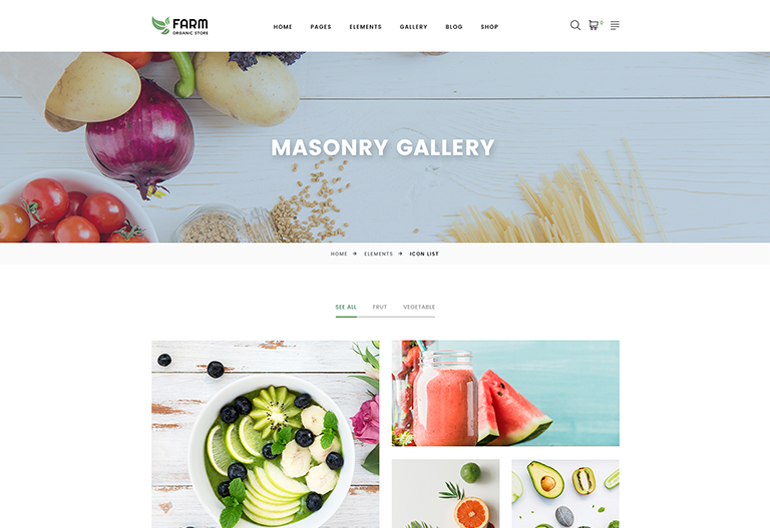 FARM
ORGANIC STORE
HOME PAGES ELEMENTS GALLERY BLOG SHOP
0
MASONRY GALLERY
HOME → ELEMENTS → ICON LIST
SEE ALL FRUT VEGETABLE